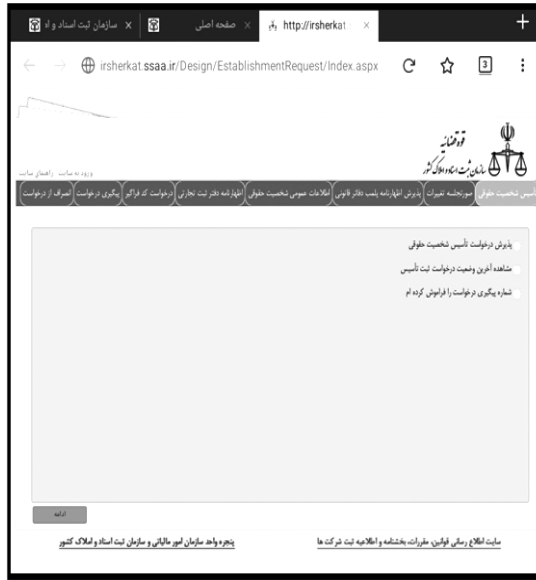 سازمان ثبت اسناد و ا
صفحه اصلی
http://irsherkat
irsherkat.ssaa.ir/Design/EstablishmentRequest/Index.aspx
3
قوه قضائیه
سازمان ثبت اسناد و املاک کشور
ورود به سایت راهنمای سایت
تأسیس شخصیت حقوقی صورتجلسه تغییرات پذیرش اظهارنامه پلمب دفاتر قانونی اطلاعات عمومی شخصیت حقوقی اظهارنامه دفتر ثبت تجارتی درخواست کد فراگیر پیگیری درخواست انصراف از درخواست
پذیرش درخواست تأسیس شخصیت حقوقی
مشاهده آخرین وضعیت درخواست ثبت تأسیس
شماره پیگیری درخواست را فراموش کرده ام
ادامه
سایت اطلاع رسانی قوانین، مقررات، بخشنامه و اطلاعیه ثبت شرکت ها
پنجره واحد سازمان امور مالیاتی و سازمان ثبت اسناد و املاک کشور